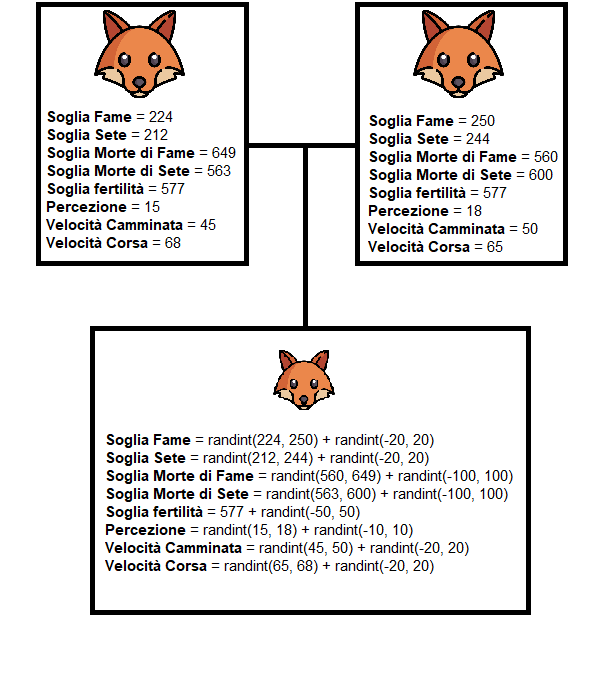 Soglia Fame = 224
Soglia Sete = 212
Soglia Morte di Fame = 649
Soglia Morte di Sete = 563
Soglia fertilità = 577
Percezione = 15
Velocità Camminata = 45
Velocità Corsa = 68
Soglia Fame = 250
Soglia Sete = 244
Soglia Morte di Fame = 560
Soglia Morte di Sete = 600
Soglia fertilità = 577
Percezione = 18
Velocità Camminata = 50
Velocità Corsa = 65
Soglia Fame = randint(224, 250) + randint(-20, 20)
Soglia Sete = randint(212, 244) + randint(-20, 20)
Soglia Morte di Fame = randint(560, 649) + randint(-100, 100)
Soglia Morte di Sete = randint(563, 600) + randint(-100, 100)
Soglia fertilità = 577 + randint(-50, 50)
Percezione = randint(15, 18) + randint(-10, 10)
Velocità Camminata = randint(45, 50) + randint(-20, 20)
Velocità Corsa = randint(65, 68) + randint(-20, 20)